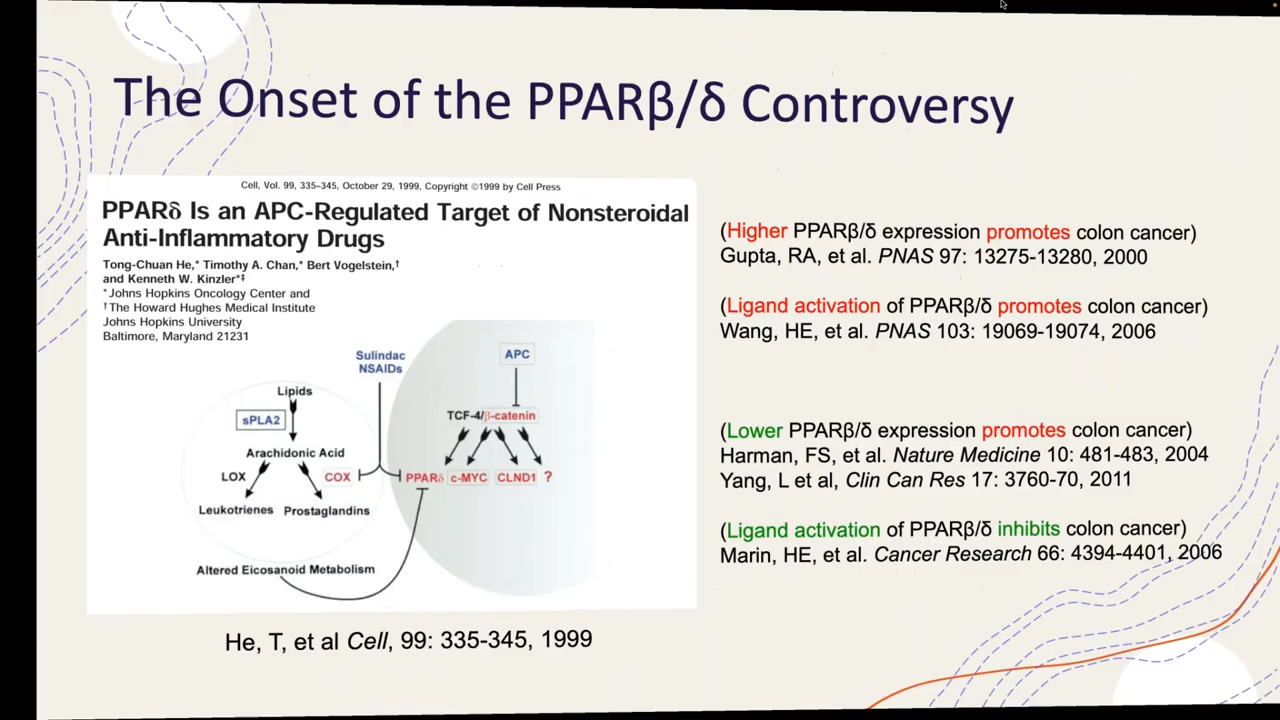 The Onset of the PPARβ/δ Controversy
Cell, Vol. 99, 335–345, October 29, 1999, Copyright ©1999 by Cell Press
PPARδ Is an APC-Regulated Target of Nonsteroidal
Anti-Inflammatory Drugs
Tong-Chuan He,* Timothy A. Chan,* Bert Vogelstein,†
and Kenneth W. Kinzler*‡
*Johns Hopkins Oncology Center and
†The Howard Hughes Medical Institute
Johns Hopkins University
Baltimore, Maryland 21231
Sulindac
NSAIDs
APC
Lipids
sPLA2
TCF-4/β-catenin
Arachidonic Acid
LOX
COX
PPARδ
c-MYC
CLND1
?
Leukotrienes
Prostaglandins
Altered Eicosanoid Metabolism
He, T, et al Cell, 99: 335-345, 1999
(Higher PPARβ/δ expression promotes colon cancer)
Gupta, RA, et al. PNAS 97: 13275-13280, 2000
(Ligand activation of PPARβ/δ promotes colon cancer)
Wang, HE, et al. PNAS 103: 19069-19074, 2006
(Lower PPARβ/δ expression promotes colon cancer)
Harman, FS, et al. Nature Medicine 10: 481-483, 2004
Yang, L et al, Clin Can Res 17: 3760-70, 2011
(Ligand activation of PPARβ/δ inhibits colon cancer)
Marin, HE, et al. Cancer Research 66: 4394-4401, 2006